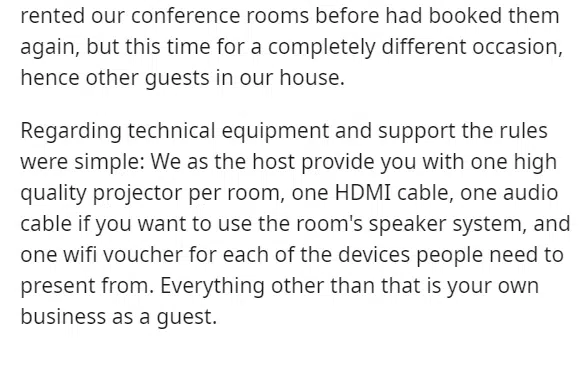 rented our conference rooms before had booked them
again, but this time for a completely different occasion,
hence other guests in our house.
Regarding technical equipment and support the rules
were simple: We as the host provide you with one high
quality projector per room, one HDMI cable, one audio
cable if you want to use the room's speaker system, and
one wifi voucher for each of the devices people need to
present from. Everything other than that is your own
business as a guest.